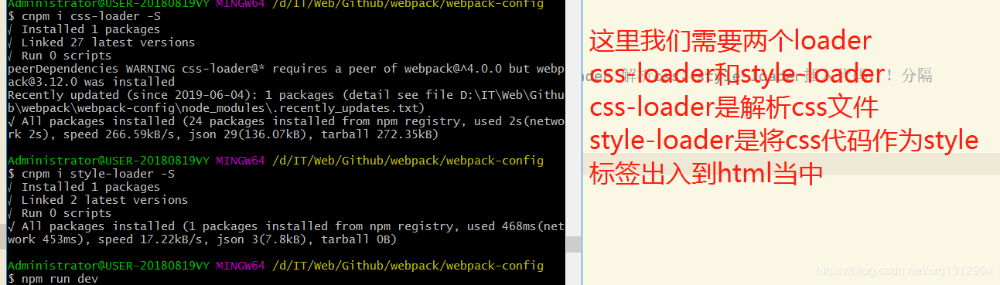 Administrator@USER-20180819VY MINGW64 /d/IT/Web/Github/webpack/webpack-config
$ cnpm i css-loader -S
√ Installed 1 packages
√ Linked 27 latest versions
√ Run 0 scripts
peerDependencies WARNING css-loader@* requires a peer of webpack@^4.0.0 but webp
ack@3.12.0 was installed
Recently updated (since 2019-06-04): 1 packages (detail see file D:\IT\Web\Githu
b\webpack\webpack-config\node_modules\.recently_updates.txt)
√ All packages installed (24 packages installed from npm registry, used 2s(netwo
rk 2s), speed 266.59kB/s, json 29(136.07kB), tarball 272.35kB)
Administrator@USER-20180819VY MINGW64 /d/IT/Web/Github/webpack/webpack-config
$ cnpm i style-loader -S
√ Installed 1 packages
√ Linked 2 latest versions
√ Run 0 scripts
√ All packages installed (1 packages installed from npm registry, used 468ms(net
work 453ms), speed 17.22kB/s, json 3(7.8kB), tarball 0B)
Administrator@USER-20180819VY MINGW64 /d/IT/Web/Github/webpack/webpack-config
$ npm run dev
这里我们需要两个loader
css-loader和style-loader
！分隔
css-loader是解析css文件
style-loader是将css代码作为style
标签出入到html当中
https://blog.csdn.net/crq131290x